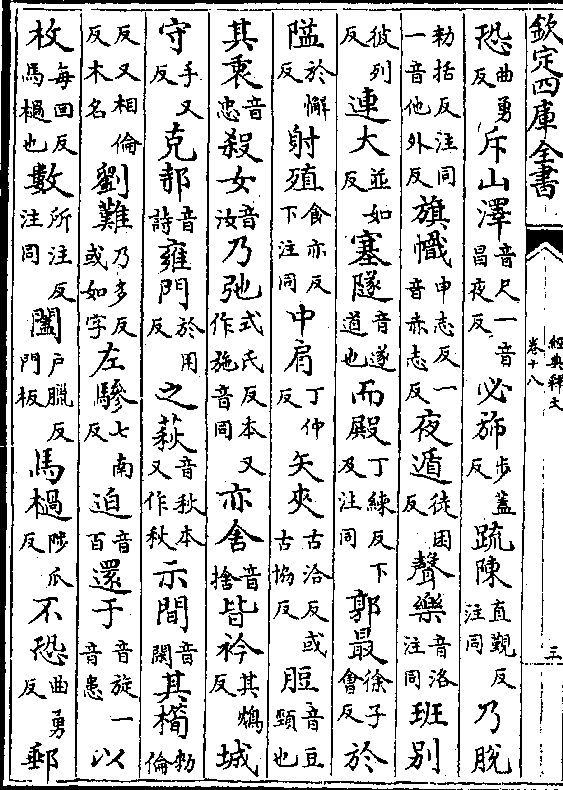 欽定四庫全書 經典釋文 卷十八 三
恐曲勇反斥山澤音尺一音昌夜反必旆步蓋反疏陳直覲反注同乃脫
勑括反注同一音他外反旗幟申志反一音赤志反夜遁徒困反聲樂音洛注同班别
彼列反連大並如反塞隧音遂道也而殿丁練反下及注同郭最徐子會反於
隘於懈反射殖食亦反下注同中肩丁仲反矢夾古洽反或古協反脰音豆頸也
其衷音忠殺女音汝乃弛式氏反本又作施音同亦舍音捨皆衿其鴆反城
守手又反克邿音詩雍門於用反之萩音秋本又作秋示間音其橁勑倫
反又相倫反木名劉難乃多反或如字左驂七南反迫音百還于音旋一音患以
枚每回反馬檛也數所注反注同闔戶臘反門板馬檛陟瓜反不恐曲勇反郵